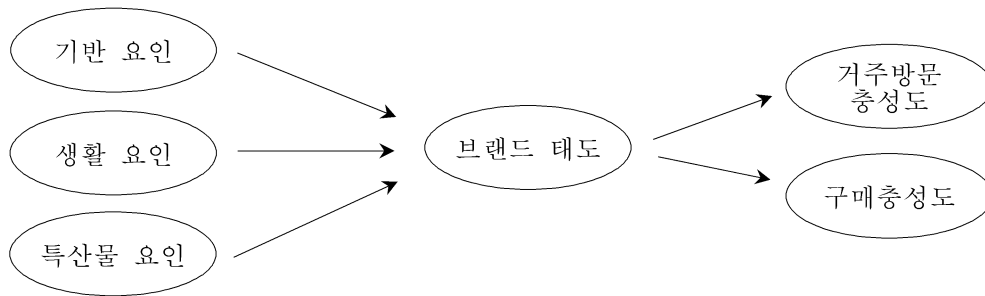 기반 요인
생활 요인
특산물 요인
브랜드 태도
거주방문
충성도
구매충성도